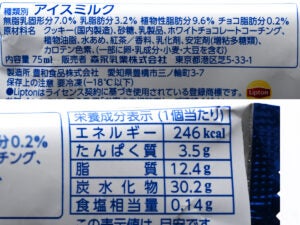 種類別 アイスミルク
無脂乳固形分7.0% 乳脂肪分3.2% 植物性脂肪分9.6% チョコ脂肪分0.2%
原材料名 クッキー(国内製造)、砂糖、乳製品、ホワイトチョコレートコーチング、
植物油脂、水あめ、紅茶/香料、乳化剤、安定剤(増粘多糖類)、
カロテン色素、(一部に卵・乳成分・小麦・大豆を含む)
内容量 75ml 販売者 森永乳業株式会社 東京都港区芝5-33-1
製造所 豊和食品株式会社 愛知県豊橋市三ノ輪町3-7
保存上の注意 要冷凍(-18℃以下)
●Liptonはライセンス契約に基づき使用されている登録商標です。
Lipton
分0.2%
コーチング、
栄養成分表示(1個当たり)
エネルギー 246kcal
たんぱく質 3.5g
脂質 12.4g
炭水化物 30.2g
食塩相当量 0.14g
この表示値は、目安です。